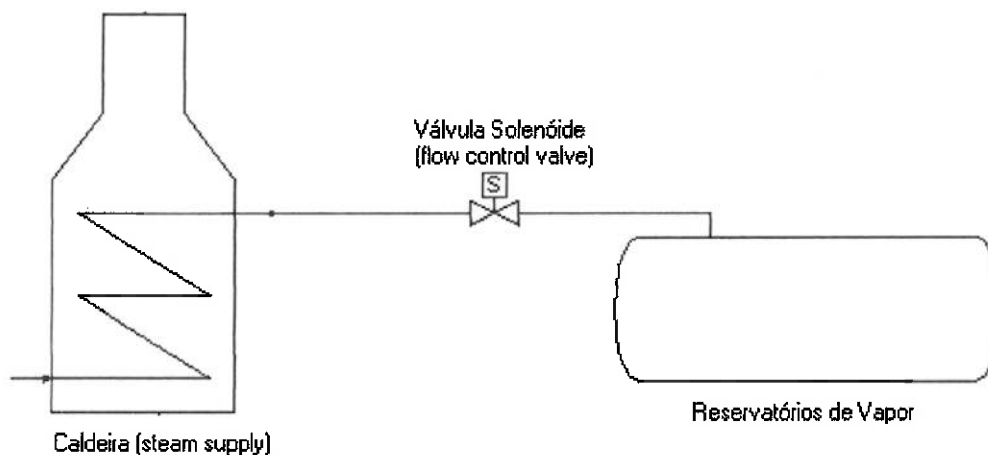 Válvula Solenóide
(flow control valve)
S
Reservatórios de Vapor
Caldeira (steam supply)